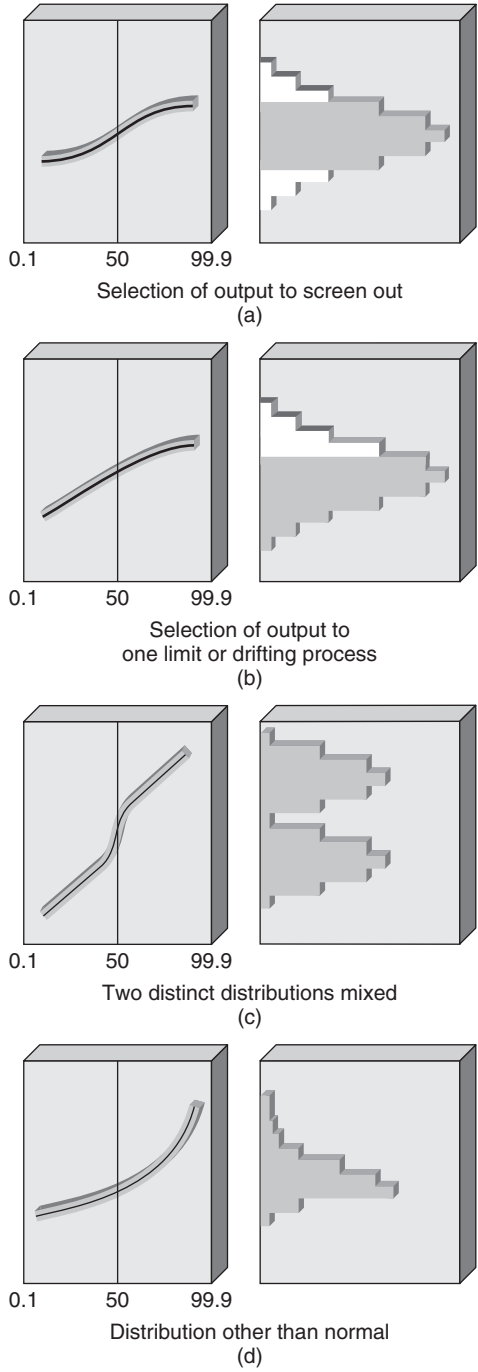 0.1 50 99.9
Selection of output to screen out
(a)
0.1 50 99.9
Selection of output to
one limit or drifting process
(b)
0.1 50 99.9
Two distinct distributions mixed
(c)
0.1 50 99.9
Distribution other than normal
(d)